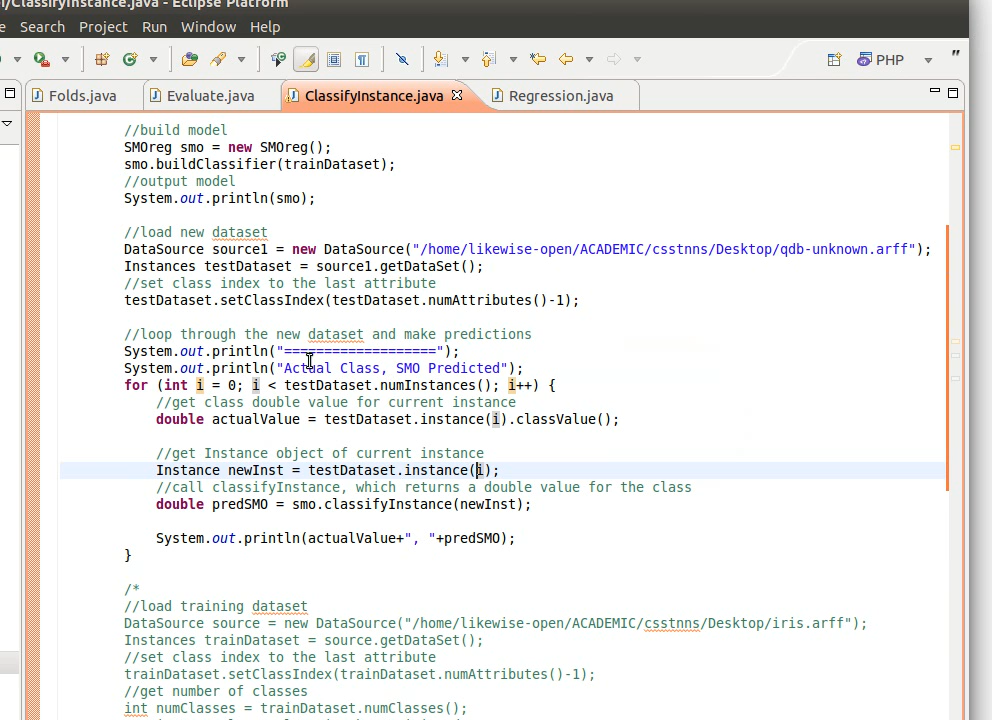 /ClassifyInstance.java - Eclipse Platform
e Search Project Run Window Help
PHP "
Folds.java Evaluate.java ClassifyInstance.java Regression.java
//build model
SMOreg smo = new SMOreg();
smo.buildClassifier(trainDataset);
//output model
System.out.println(smo);
//load new dataset
DataSource source1 = new DataSource("/home/likewise-open/ACADEMIC/csstnns/Desktop/qdb-unknown.arff");
Instances testDataset = source1.getDataSet();
//set class index to the last attribute
testDataset.setClassIndex(testDataset.numAttributes()-1);
//loop through the new dataset and make predictions
System.out.println("===================");
System.out.println("Actual Class, SMO Predicted");
for (int i = 0; i < testDataset.numInstances(); i++) {
//get class double value for current instance
double actualValue = testDataset.instance(i).classValue();
//get Instance object of current instance
Instance newInst = testDataset.instance(i);
//call classifyInstance, which returns a double value for the class
double predSMO = smo.classifyInstance(newInst);
System.out.println(actualValue+", "+predSMO);
}
/*
//load training dataset
DataSource source = new DataSource("/home/likewise-open/ACADEMIC/csstnns/Desktop/iris.arff");
Instances trainDataset = source.getDataSet();
//set class index to the last attribute
trainDataset.setClassIndex(trainDataset.numAttributes()-1);
//get number of classes
int numClasses = trainDataset.numClasses();